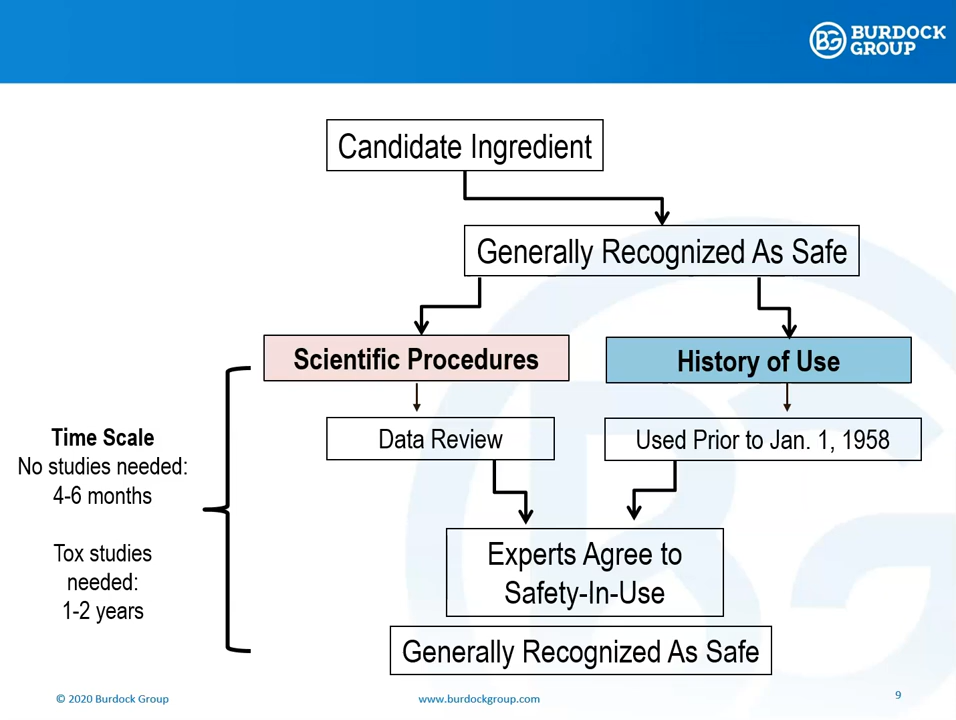 BURDOCK
GROUP
Candidate Ingredient
Generally Recognized As Safe
Scientific Procedures
History of Use
Time Scale
No studies needed:
4-6 months
Tox studies
needed:
1-2 years
Data Review
Used Prior to Jan. 1, 1958
Experts Agree to
Safety-In-Use
Generally Recognized As Safe
© 2020 Burdock Group
www.burdockgroup.com
9